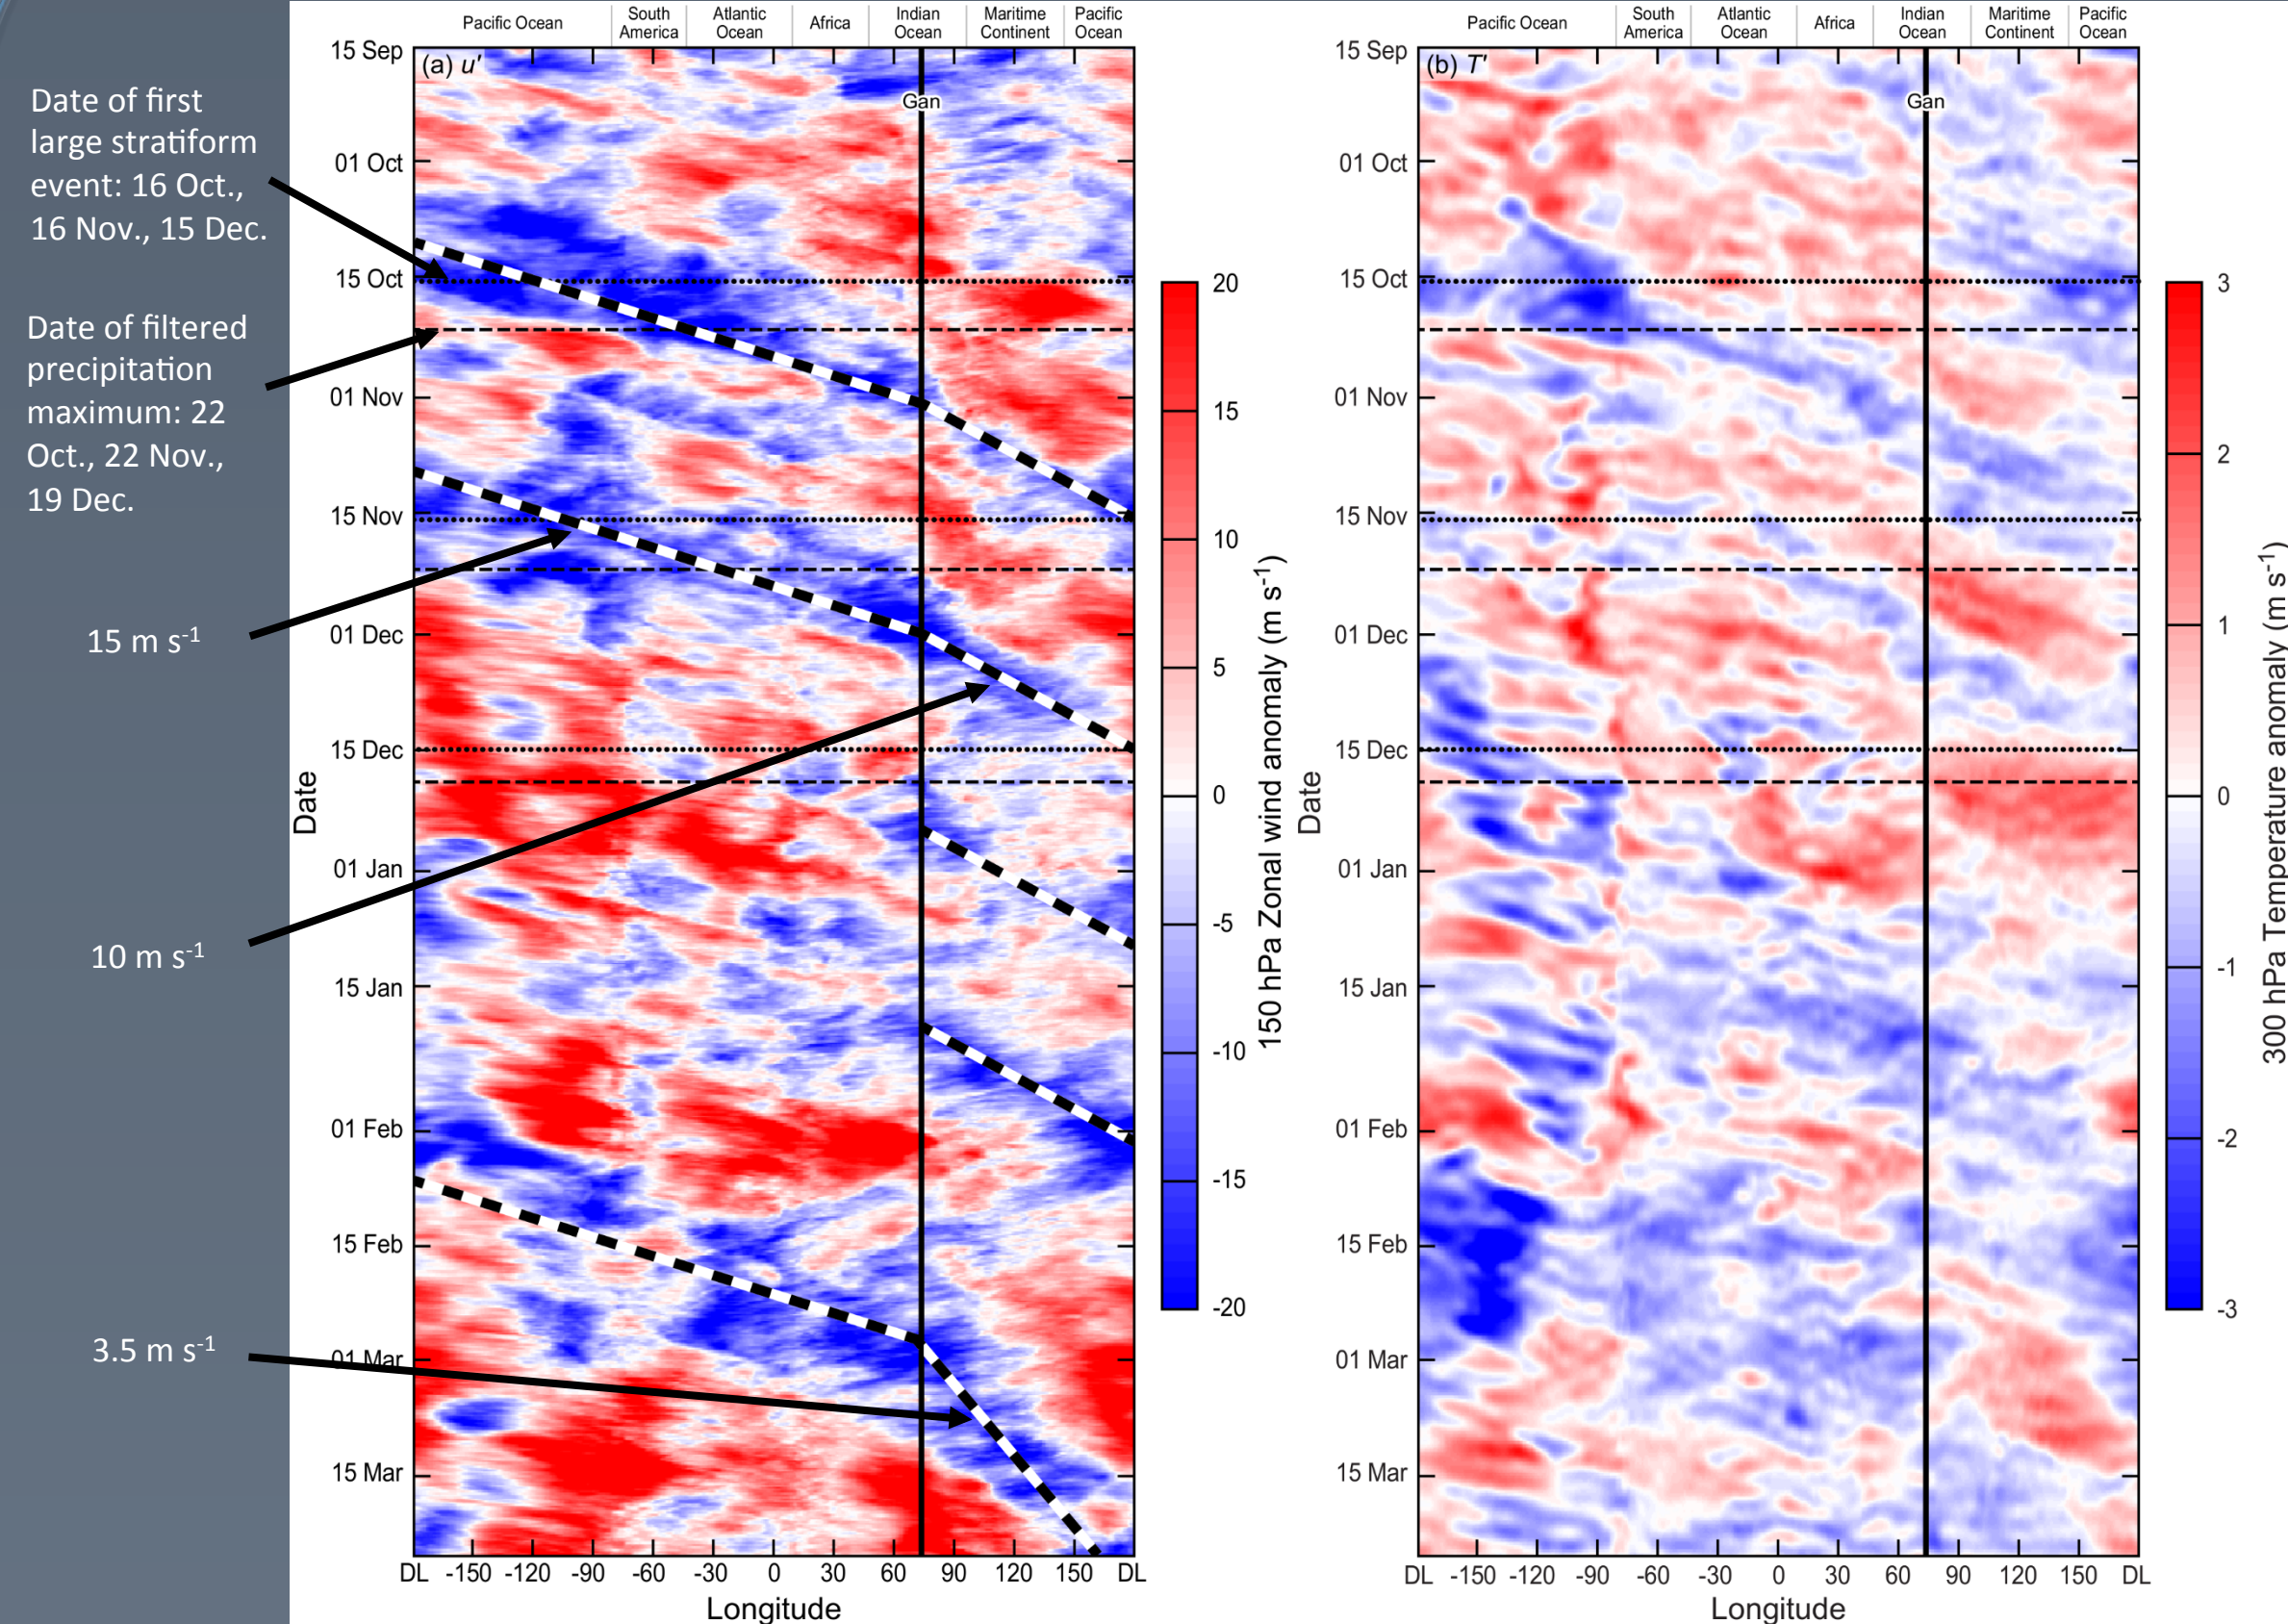 Date of first
large stratiform
event: 16 Oct.,
16 Nov., 15 Dec.
Date of filtered
precipitation
maximum: 22
Oct., 22 Nov.,
19 Dec.
15 m s-1
10 m s-1
3.5 m s-1
Pacific Ocean
South
America
Atlantic
Ocean
Africa
Indian
Ocean
Maritime
Continent
Pacific
Ocean
(a) u'
Gan
15 Sep
01 Oct
15 Oct
01 Nov
15 Nov
01 Dec
15 Dec
01 Jan
15 Jan
01 Feb
15 Feb
01 Mar
15 Mar
Date
DL -150 -120 -90 -60 -30 0 30 60 90 120 150 DL
Longitude
20
15
10
5
0
-5
-10
-15
-20
150 hPa Zonal wind anomaly (m s-1)
Pacific Ocean
South
America
Atlantic
Ocean
Africa
Indian
Ocean
Maritime
Continent
Pacific
Ocean
(b) T'
Gan
15 Sep
01 Oct
15 Oct
01 Nov
15 Nov
01 Dec
15 Dec
01 Jan
15 Jan
01 Feb
15 Feb
01 Mar
15 Mar
Date
DL -150 -120 -90 -60 -30 0 30 60 90 120 150 DL
Longitude
3
2
1
0
-1
-2
-3
300 hPa Temperature anomaly (m s-1)